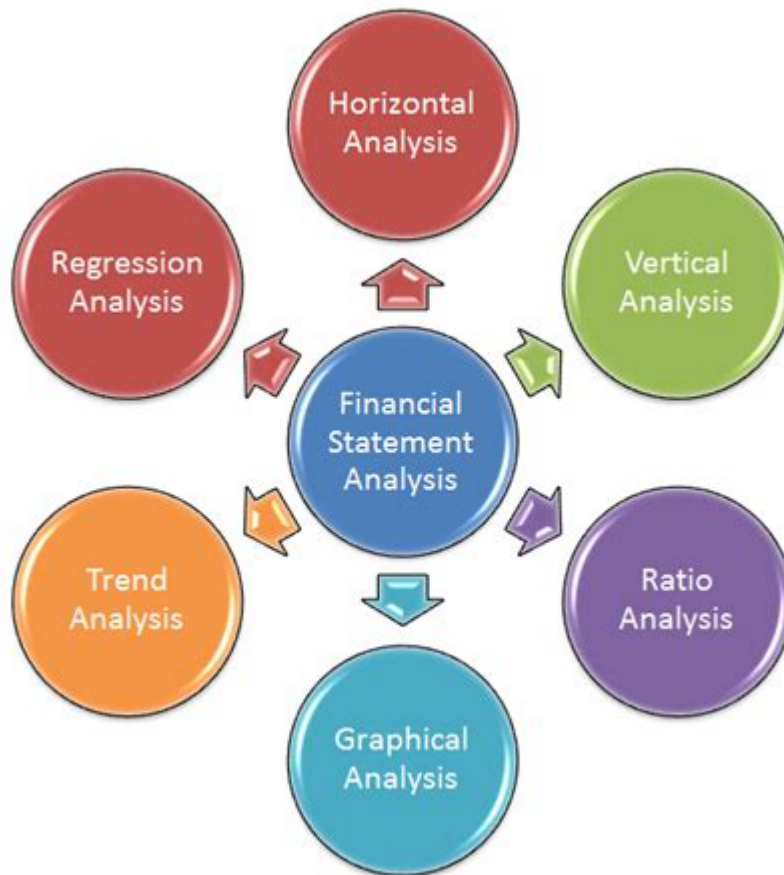 Horizontal
Analysis
Regression
Analysis
Vertical
Analysis
Financial
Statement
Analysis
Trend
Analysis
Ratio
Analysis
Graphical
Analysis